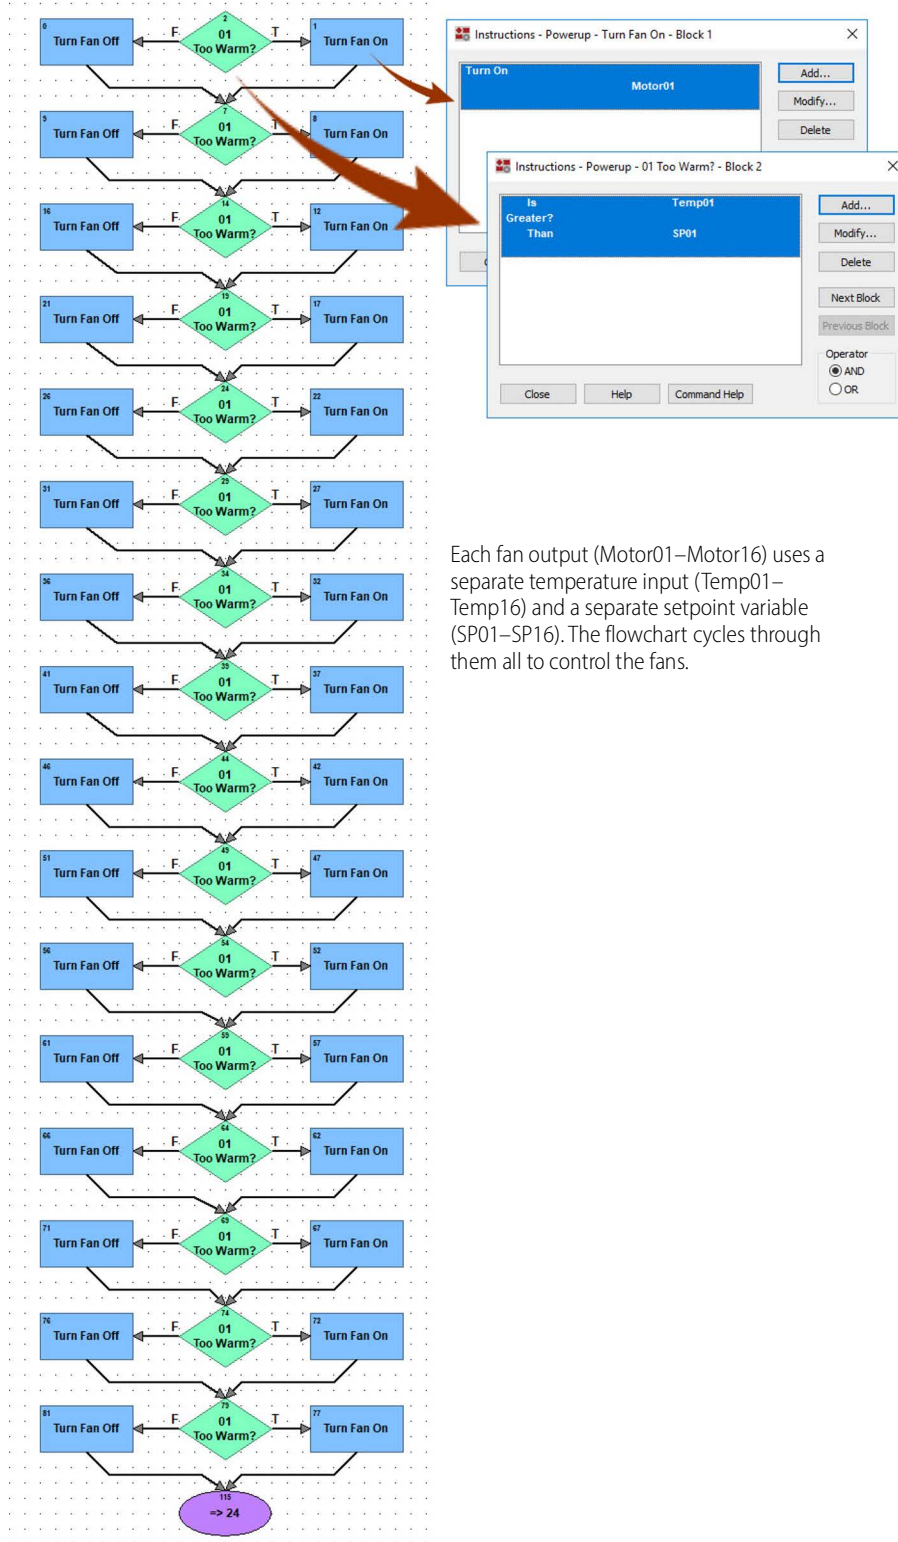 0
Turn Fan Off
F
2
01
Too Warm?
T
1
Turn Fan On
9
Turn Fan Off
F
7
01
Too Warm?
T
8
Turn Fan On
16
Turn Fan Off
F
14
01
Too Warm?
T
12
Turn Fan On
21
Turn Fan Off
F
19
01
Too Warm?
T
17
Turn Fan On
26
Turn Fan Off
F
24
01
Too Warm?
T
22
Turn Fan On
31
Turn Fan Off
F
29
01
Too Warm?
T
27
Turn Fan On
36
Turn Fan Off
F
34
01
Too Warm?
T
32
Turn Fan On
41
Turn Fan Off
F
39
01
Too Warm?
T
37
Turn Fan On
46
Turn Fan Off
F
44
01
Too Warm?
T
42
Turn Fan On
51
Turn Fan Off
F
49
01
Too Warm?
T
47
Turn Fan On
56
Turn Fan Off
F
54
01
Too Warm?
T
52
Turn Fan On
61
Turn Fan Off
F
59
01
Too Warm?
T
57
Turn Fan On
66
Turn Fan Off
F
64
01
Too Warm?
T
62
Turn Fan On
71
Turn Fan Off
F
69
01
Too Warm?
T
67
Turn Fan On
76
Turn Fan Off
F
74
01
Too Warm?
T
72
Turn Fan On
81
Turn Fan Off
F
79
01
Too Warm?
T
77
Turn Fan On
115
=> 24
Instructions - Powerup - Turn Fan On - Block 1
Turn On
Motor01
Add...
Modify...
Delete
Instructions - Powerup - 01 Too Warm? - Block 2
Is Temp01
Greater?
Than SP01
Add...
Modify...
Delete
Next Block
Previous Block
Operator
AND
OR
Close Help Command Help
Each fan output (Motor01–Motor16) uses a
separate temperature input (Temp01–
Temp16) and a separate setpoint variable
(SP01–SP16). The flowchart cycles through
them all to control the fans.